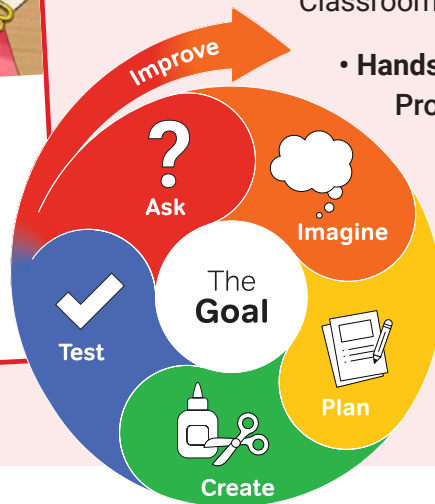 Classroom
• Hands
Pro
Improve
Ask
Imagine
The
Goal
Test
Plan
Create